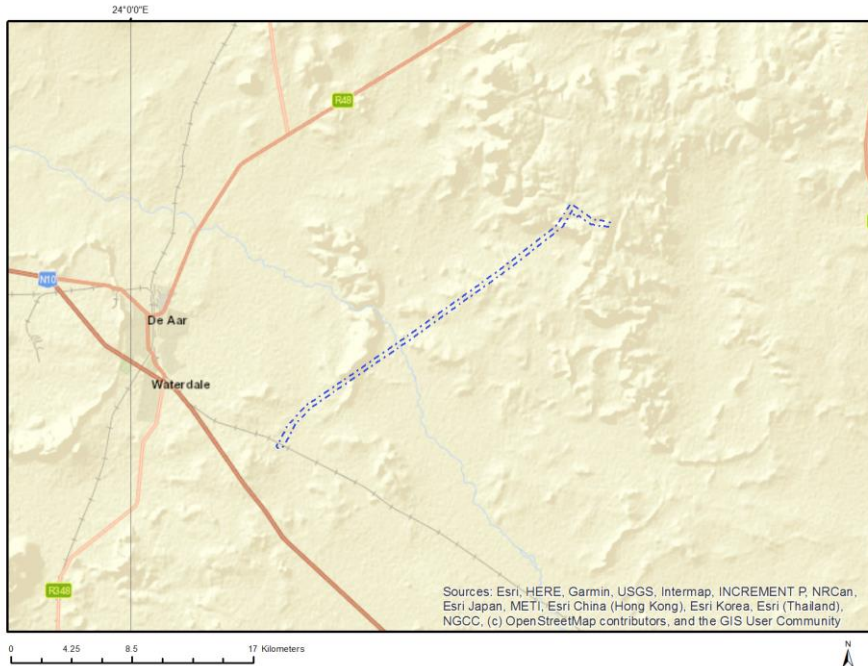 24°0'0"E
R48
N10
De Aar
Waterdale
R348
Sources: Esri, HERE, Garmin, USGS, Intermap, INCREMENT P, NRCan,
Esri Japan, METI, Esri China (Hong Kong), Esri Korea, Esri (Thailand),
NGCC, (c) OpenStreetMap contributors, and the GIS User Community
0 4.25 8.5 17 Kilometers
N